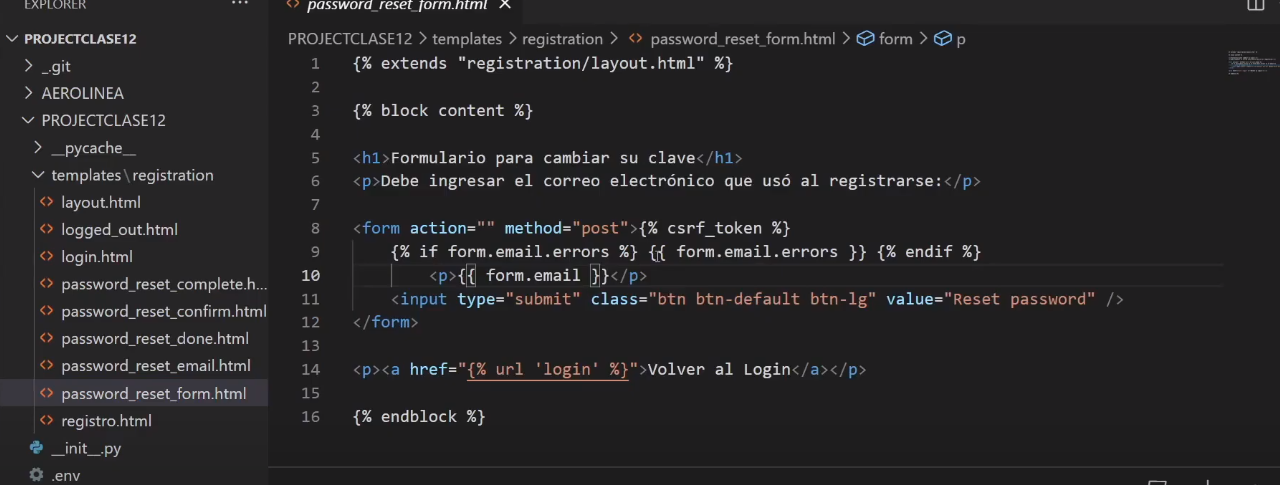 EXPLORER
...
PROJECTCLASE12
_.git
AEROLINEA
PROJECTCLASE12
__pycache__
templates\registration
layout.html
logged_out.html
login.html
password_reset_complete.h...
password_reset_confirm.html
password_reset_done.html
password_reset_email.html
password_reset_form.html
registro.html
__init__.py
.env
password_reset_form.html ×
PROJECTCLASE12 > templates > registration > <> password_reset_form.html > form > p
1 {% extends "registration/layout.html" %}
2
3 {% block content %}
4
5 <h1>Formulario para cambiar su clave</h1>
6 <p>Debe ingresar el correo electrónico que usó al registrarse:</p>
7
8 <form action="" method="post">{% csrf_token %}
9 {% if form.email.errors %} {{ form.email.errors }} {% endif %}
10 <p>{{ form.email }}</p>
11 <input type="submit" class="btn btn-default btn-lg" value="Reset password" />
12 </form>
13
14 <p><a href="{% url 'login' %}">Volver al Login</a></p>
15
16 {% endblock %}